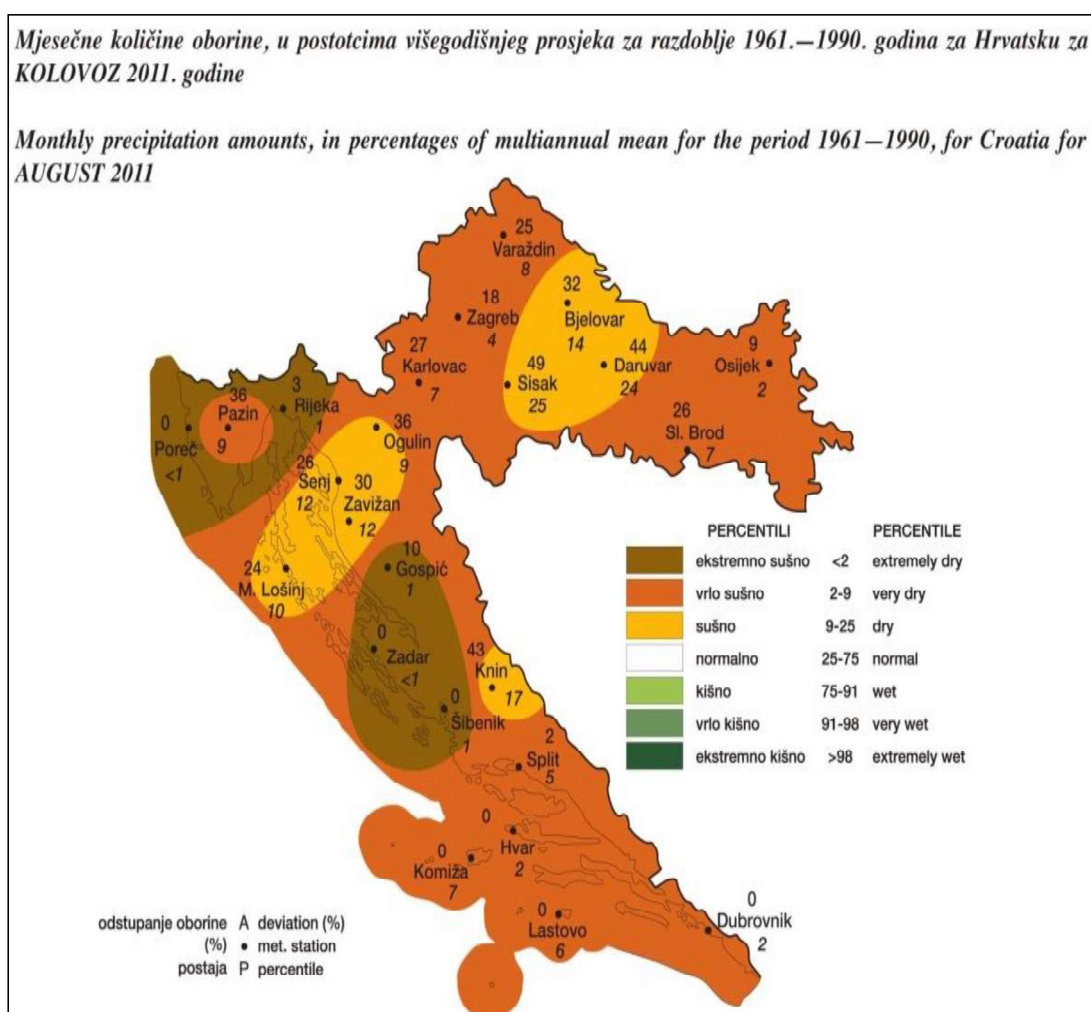 Mjesečne količine oborine, u postotcima višegodišnjeg prosjeka za razdoblje 1961.—1990. godina za Hrvatsku za
KOLOVOZ 2011. godine
Monthly precipitation amounts, in percentages of multiannual mean for the period 1961—1990, for Croatia for
AUGUST 2011
25
Varaždin
8
32
Bjelovar
14
18
Zagreb
4
44
Daruvar
24
9
Osijek
2
27
Karlovac
7
49
Sisak
25
26
Sl. Brod
7
36
Pazin
9
3
Rijeka
1
0
Poreč
<1
36
Ogulin
9
26
Senj
12
30
Zavižan
12
24
M. Lošinj
10
10
Gospić
1
0
Zadar
<1
43
Knin
17
0
Šibenik
1
2
Split
5
0
Hvar
2
0
Komiža
7
0
Lastovo
6
0
Dubrovnik
2
PERCENTILI PERCENTILE
ekstremno sušno <2 extremely dry
vrlo sušno 2-9 very dry
sušno 9-25 dry
normalno 25-75 normal
kišno 75-91 wet
vrlo kišno 91-98 very wet
ekstremno kišno >98 extremely wet
odstupanje oborine A deviation (%)
(%) • met. station
postaja P percentile